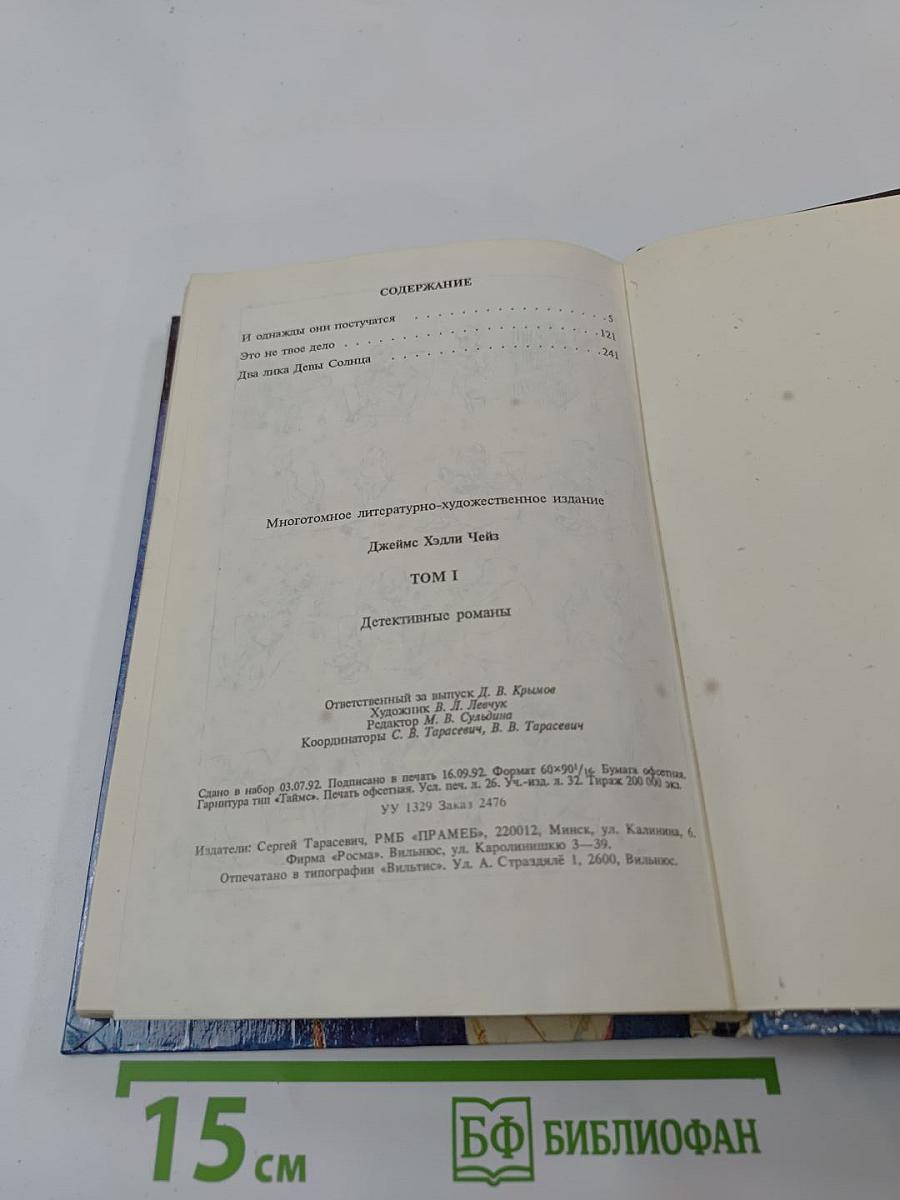 СОДЕРЖАНИЕ
И однажды они постучатся . . . . . . . . . . . . . . . . . 5
Это не твое дело . . . . . . . . . . . . . . . . . . . . . 121
Два лика Девы Солнца . . . . . . . . . . . . . . . . . . 241
Многотомное литературно-художественное издание
Джеймс Хэдли Чейз
ТОМ I
Детективные романы
Ответственный за выпуск Д. В. Крымов
Художник В. Л. Левчук
Редактор М. В. Сульдина
Координаторы С. В. Тарасевич, В. В. Тарасевич
Сдано в набор 03.07.92. Подписано в печать 16.09.92. Формат 60×90¹/₁₆. Бумага офсетная.
Гарнитура тип «Таймс». Печать офсетная. Усл. печ. л. 26. Уч.-изд. л. 32. Тираж 200 000 экз.
УУ 1329 Заказ 2476
Издатели: Сергей Тарасевич, РМБ «ПРАМЕБ», 220012, Минск, ул. Калинина, 6.
Фирма «Росма». Вильнюс, ул. Каролинишкю 3—39.
Отпечатано в типографии «Вильтис». Ул. А. Страздялё 1, 2600, Вильнюс.
15 см
БФ БИБЛИОФАН